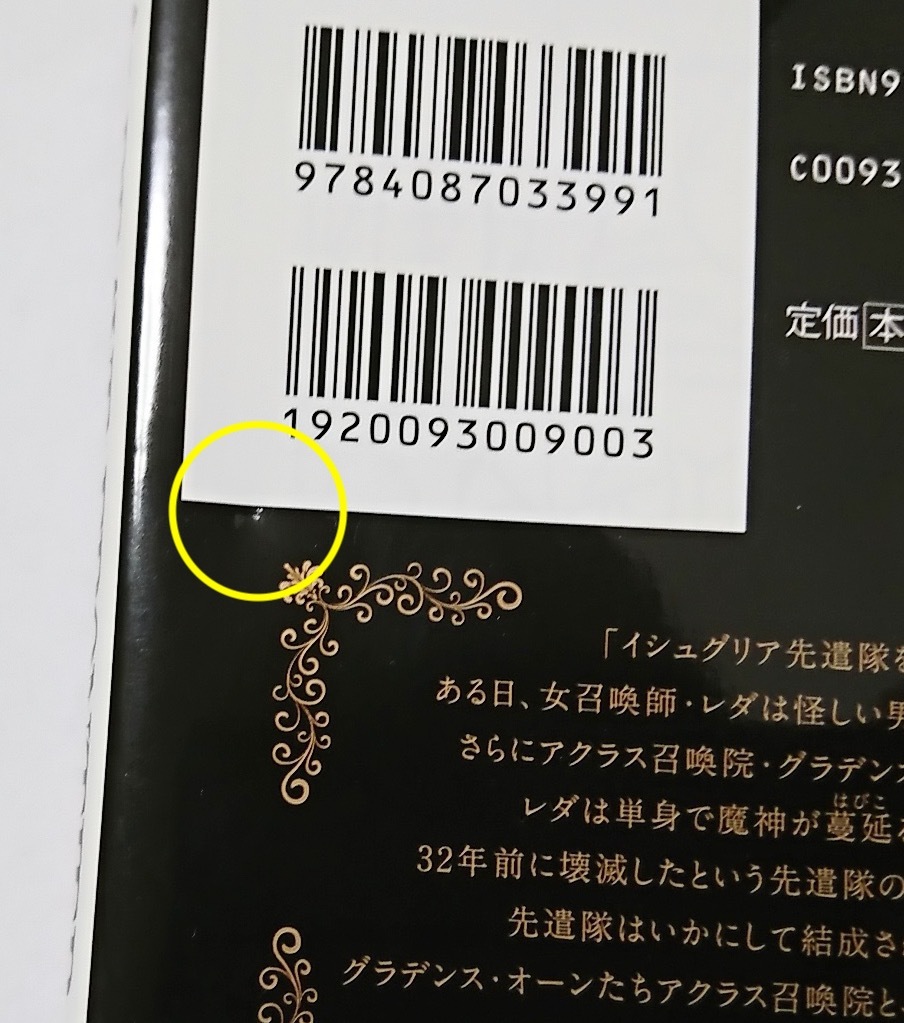 9784087033991
1920093009003
ISBN9
C0093
定価本
「イシュグリア先遣隊を
ある日、女召喚師・レダは怪しい男
さらにアクラス召喚院・グラデンス
はびこ
レダは単身で魔神が蔓延
32年前に壊滅したという先遣隊の
先遣隊はいかにして結成さ
グラデンス・オーンたちアクラス召喚院と